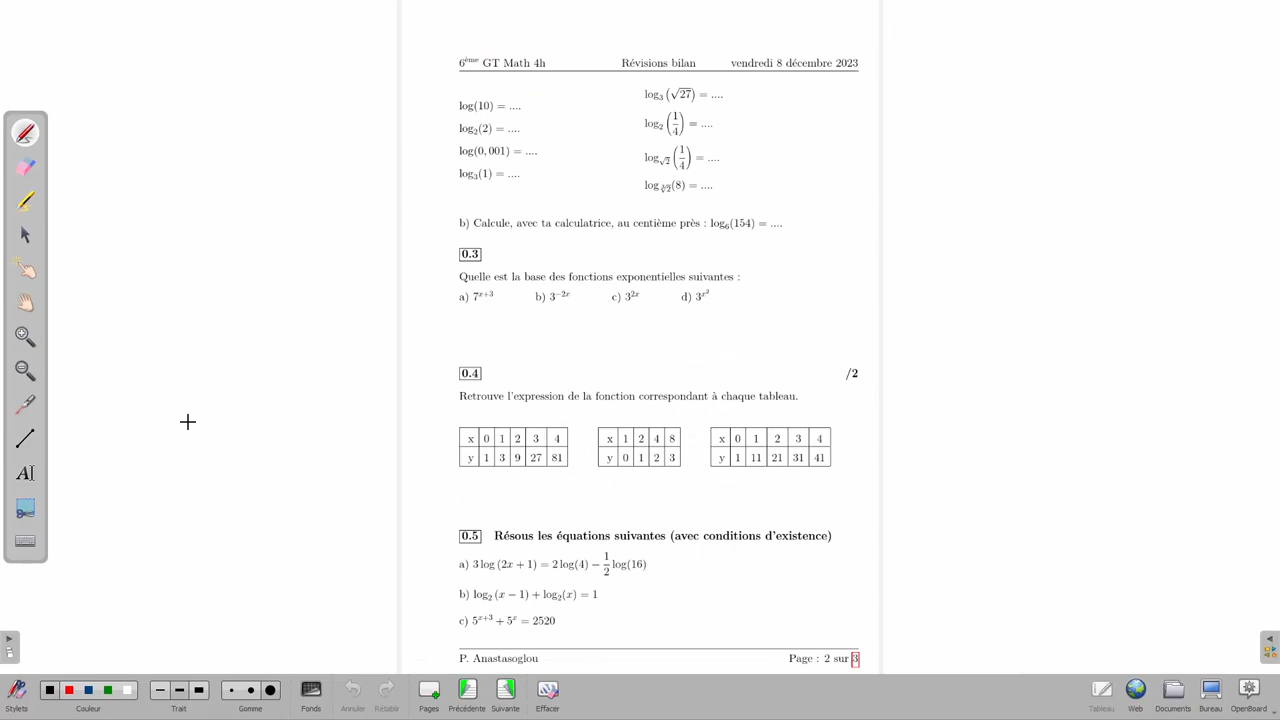 6ème GT Math 4h Révisions bilan vendredi 8 décembre 2023
log(10) = ....
log₂(2) = ....
log(0, 001) = ....
log₃(1) = ....
log₃(√27) = ....
log₂(1/4) = ....
log_√2(1/4) = ....
b) Calcule, avec ta calculatrice, au centième près : log₆(154) = ....
0.3
Quelle est la base des fonctions exponentielles suivantes :
a) 7^(x+3) b) 3^(−2x) c) 3^(2x) d) 3^(x²)
0.4 /2
Retrouve l'expression de la fonction correspondant à chaque tableau.
x 0 1 2 3 4
y 1 3 9 27 81
x 1 2 4 8
y 0 1 2 3
x 0 1 2 3 4
y 1 11 21 31 41
0.5 Résous les équations suivantes (avec conditions d'existence)
a) 3 log (2x + 1) = 2 log(4) − 1/2 log(16)
b) log₂ (x − 1) + log₂(x) = 1
c) 5^(x+3) + 5^x = 2520
P. Anastasoglou Page : 2 sur 3
Stylets Couleur Trait Gomme Fonds Annuler Rétablir Pages Précédente Suivante Effacer Tableau Web Documents Bureau OpenBoard